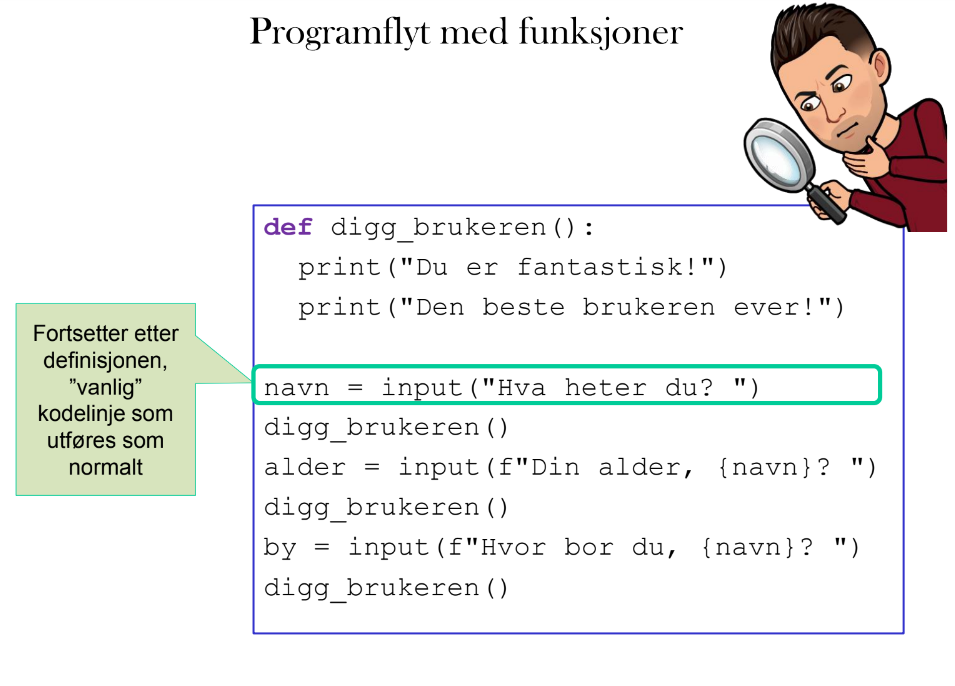 Programflyt med funksjoner
def digg_brukeren():
print("Du er fantastisk!")
print("Den beste brukeren ever!")
Fortsetter etter
definisjonen,
”vanlig”
kodelinje som
utføres som
normalt
navn = input("Hva heter du? ")
digg_brukeren()
alder = input(f"Din alder, {navn}? ")
digg_brukeren()
by = input(f"Hvor bor du, {navn}? ")
digg_brukeren()